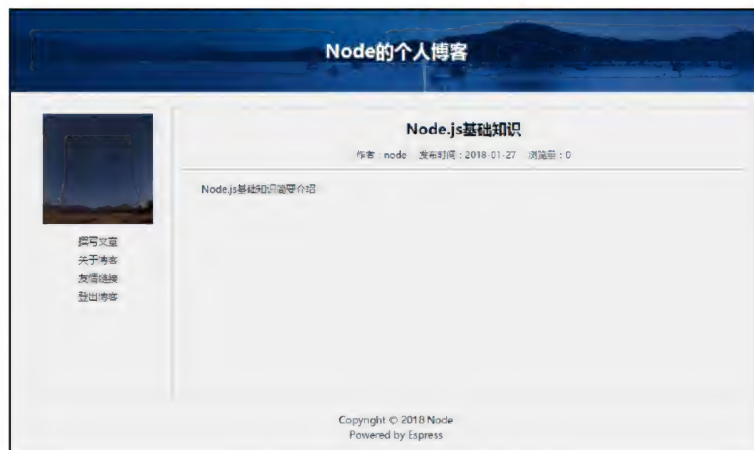 Node的个人博客
Node.js基础知识
作者：node 发布时间：2018-01-27 浏览量：0
Node.js基础知识简要介绍
撰写文章
关于博客
友情链接
登出博客
Copyright © 2018 Node
Powered by Espress